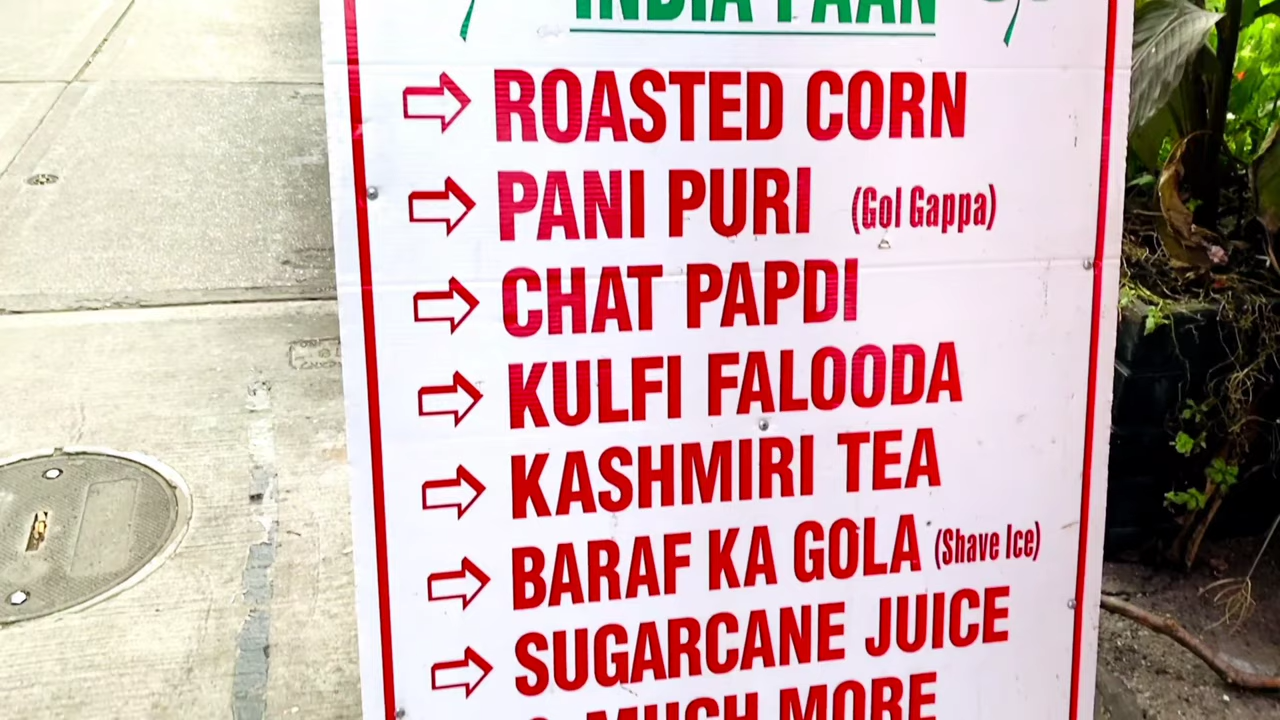 INDIA PAAN
ROASTED CORN
PANI PURI (Gol Gappa)
CHAT PAPDI
KULFI FALOODA
KASHMIRI TEA
BARAF KA GOLA (Shave Ice)
SUGARCANE JUICE
& MUCH MORE